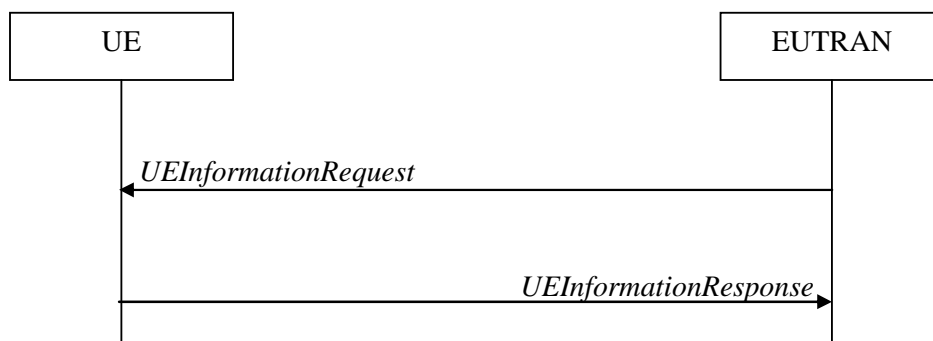 UE
EUTRAN
UEInformationRequest
UEInformationResponse